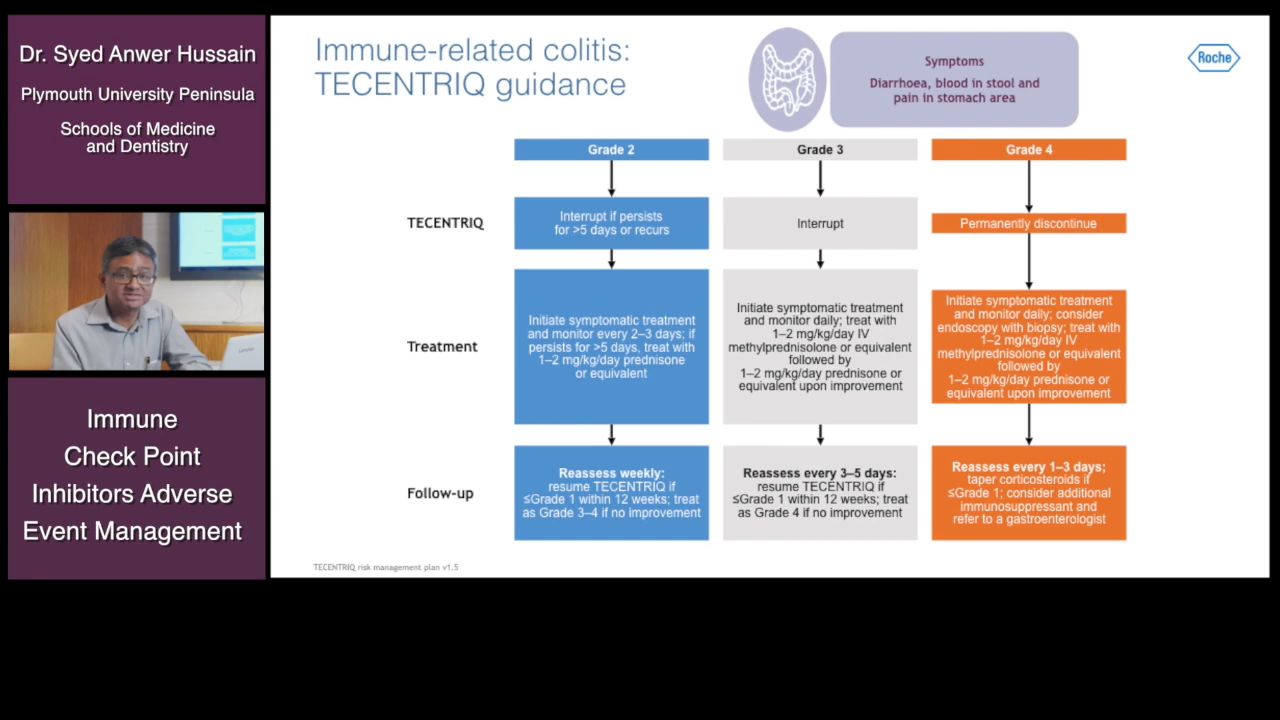 Dr. Syed Anwer Hussain
Plymouth University Peninsula
Schools of Medicine
and Dentistry
Immune
Check Point
Inhibitors Adverse
Event Management
Immune-related colitis:
TECENTRIQ guidance
Symptoms
Diarrhoea, blood in stool and
pain in stomach area
Roche
Grade 2
Grade 3
Grade 4
TECENTRIQ
Interrupt if persists
for >5 days or recurs
Interrupt
Permanently discontinue
Treatment
Initiate symptomatic treatment
and monitor every 2–3 days; if
persists for >5 days, treat with
1–2 mg/kg/day prednisone
or equivalent
Initiate symptomatic treatment
and monitor daily; treat with
1–2 mg/kg/day IV
methylprednisolone or equivalent
followed by
1–2 mg/kg/day prednisone or
equivalent upon improvement
Initiate symptomatic treatment
and monitor daily; consider
endoscopy with biopsy; treat with
1–2 mg/kg/day IV
methylprednisolone or equivalent
followed by
1–2 mg/kg/day prednisone or
equivalent upon improvement
Follow-up
Reassess weekly:
resume TECENTRIQ if
≤Grade 1 within 12 weeks; treat
as Grade 3–4 if no improvement
Reassess every 3–5 days:
resume TECENTRIQ if
≤Grade 1 within 12 weeks; treat
as Grade 4 if no improvement
Reassess every 1–3 days;
taper corticosteroids if
≤Grade 1; consider additional
immunosuppressant and
refer to a gastroenterologist
TECENTRIQ risk management plan v1.5